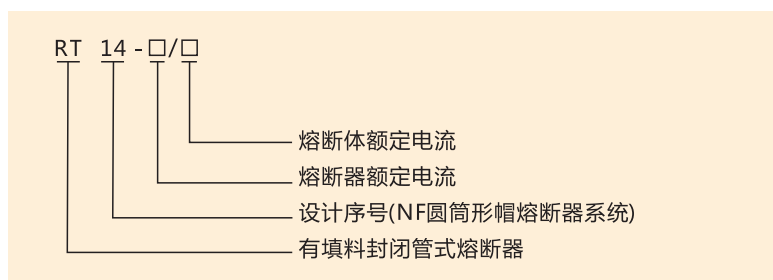 RT 14-□/□
熔断体额定电流
熔断器额定电流
设计序号(NF圆筒形帽熔断器系统)
有填料封闭管式熔断器